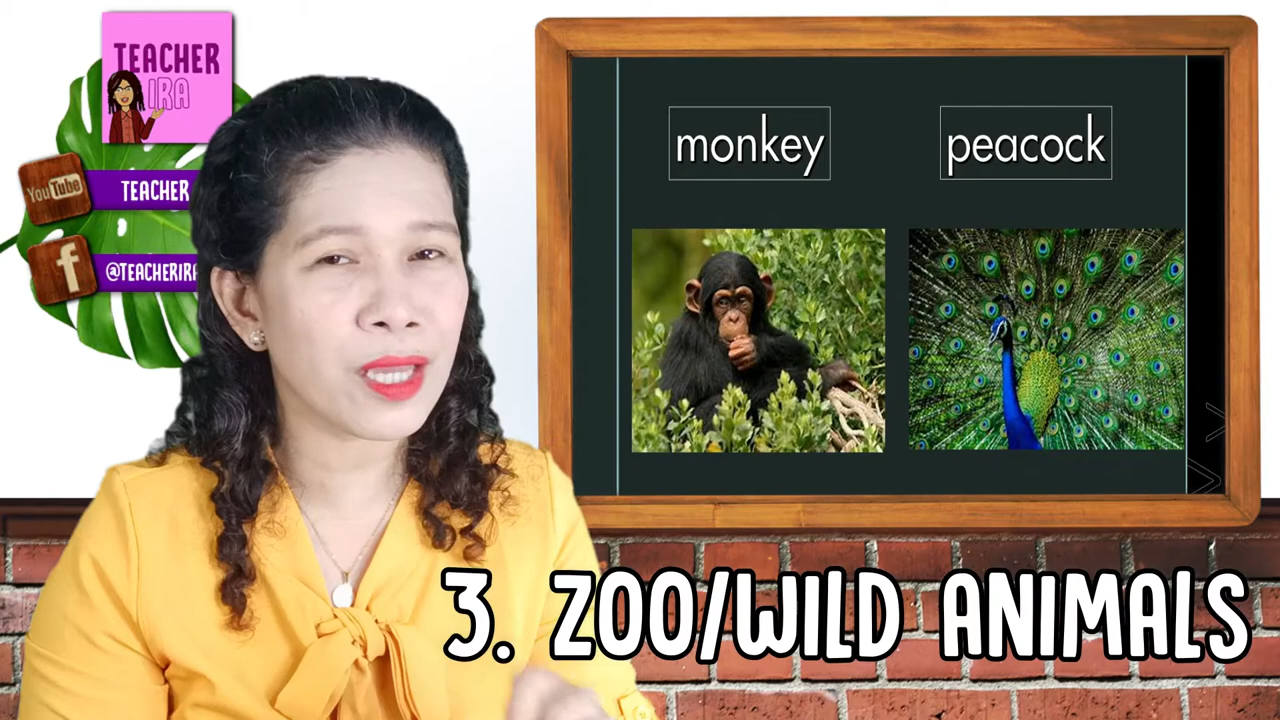 TEACHER
IRA
YouTube
TEACHER
f
@TEACHERIRA
monkey
peacock
3. ZOO/WILD ANIMALS